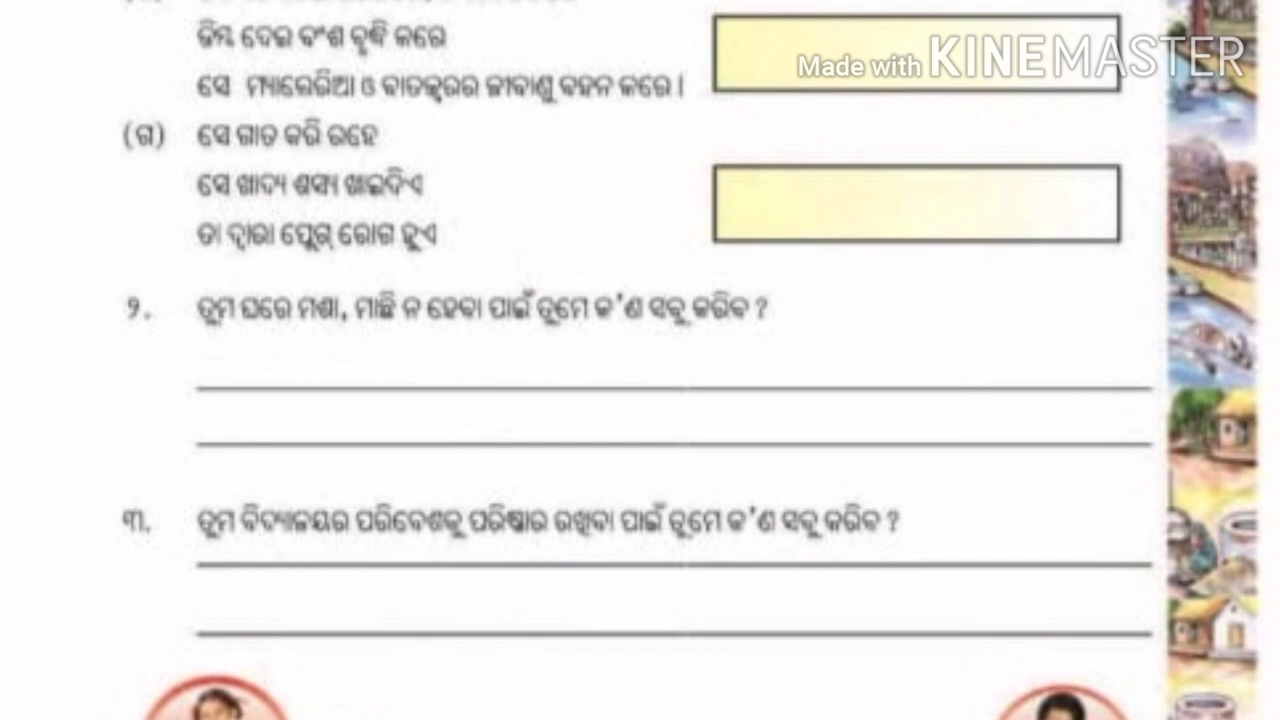 ଡିମ୍ବ ଦେଇ ବଂଶ ବୃଦ୍ଧି କରେ
Made with KINEMASTER
ସେ ମ୍ୟାଲେରିଆ ଓ ବାତଜ୍ୱରର ଜୀବାଣୁ ବହନ କରେ ।
(ଗ) ସେ ଗାତ କରି ରହେ
ସେ ଖାଦ୍ୟ ଶସ୍ୟ ଖାଇଦିଏ
ତା ଦ୍ୱାରା ପ୍ଲେଗ୍ ରୋଗ ହୁଏ
୨. ତୁମ ଘରେ ମଶା, ମାଛି ନ ହେବା ପାଇଁ ତୁମେ କ'ଣ ସବୁ କରିବ ?
୩. ତୁମ ବିଦ୍ୟାଳୟର ପରିବେଶକୁ ପରିଷ୍କାର ରଖିବା ପାଇଁ ତୁମେ କ'ଣ ସବୁ କରିବ ?